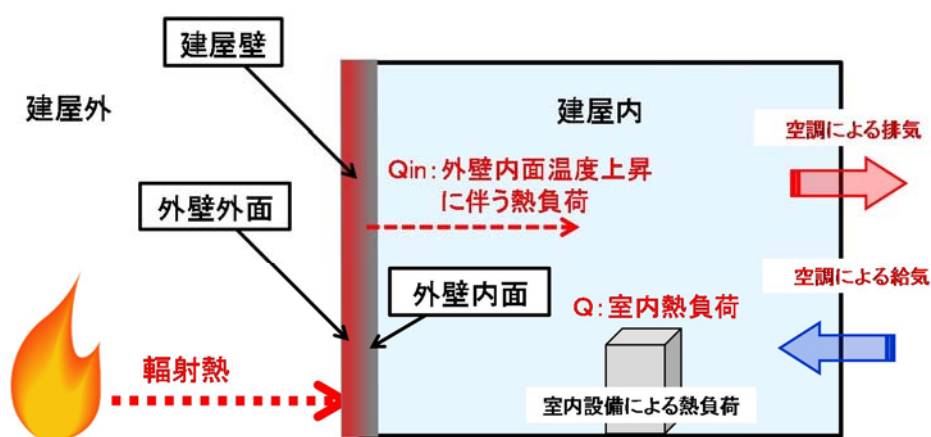 建屋壁
建屋外
建屋内
空調による排気
Qin:外壁内面温度上昇
に伴う熱負荷
外壁外面
外壁内面
空調による給気
Q:室内熱負荷
輻射熱
室内設備による熱負荷